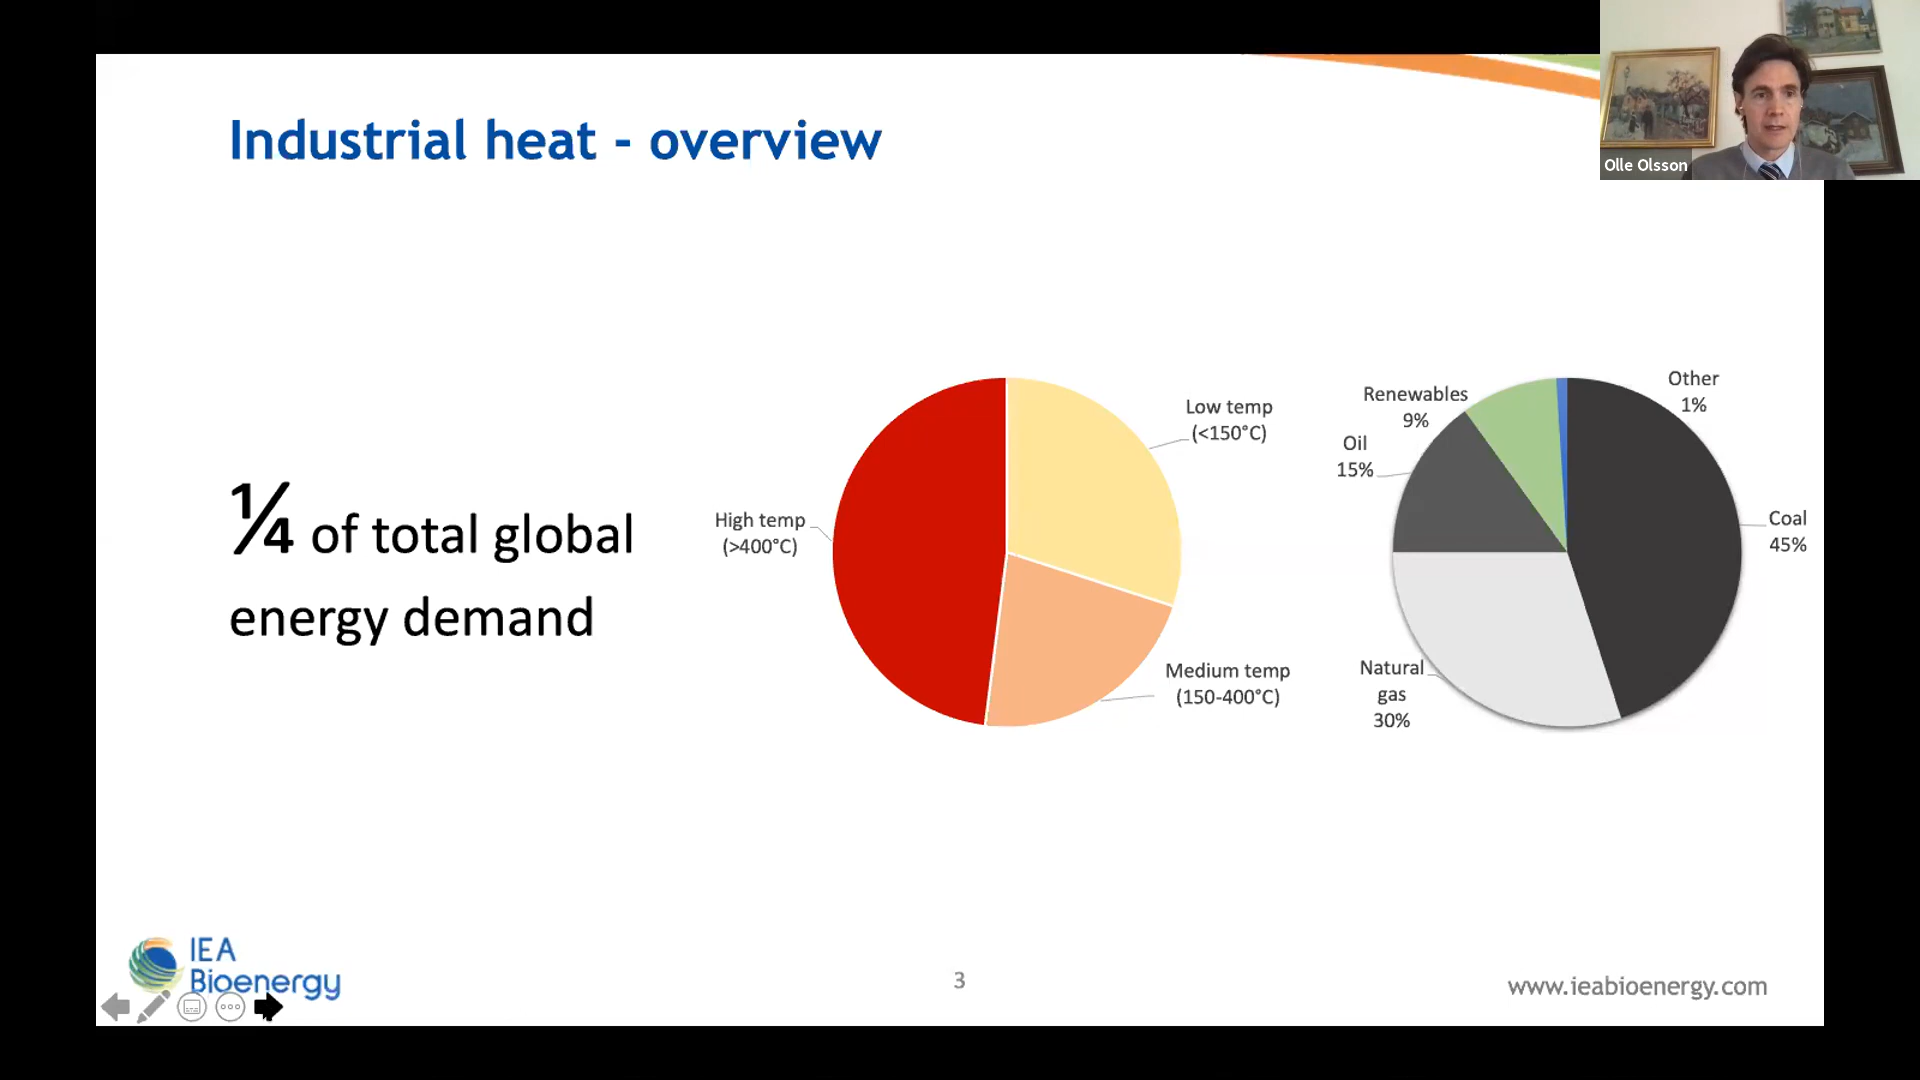 Olle Olsson
Industrial heat - overview
¼ of total global
energy demand
High temp
(>400°C)
Low temp
(<150°C)
Medium temp
(150-400°C)
Renewables
9%
Oil
15%
Natural
gas
30%
Other
1%
Coal
45%
IEA
Bioenergy
3
www.ieabioenergy.com